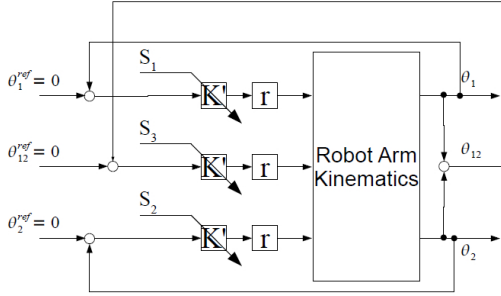 S₁
θ₁ʳᵉᶠ = 0
K' r
θ₁
S₃
θ₁₂ʳᵉᶠ = 0
K' r
Robot Arm
Kinematics
θ₁₂
S₂
θ₂ʳᵉᶠ = 0
K' r
θ₂